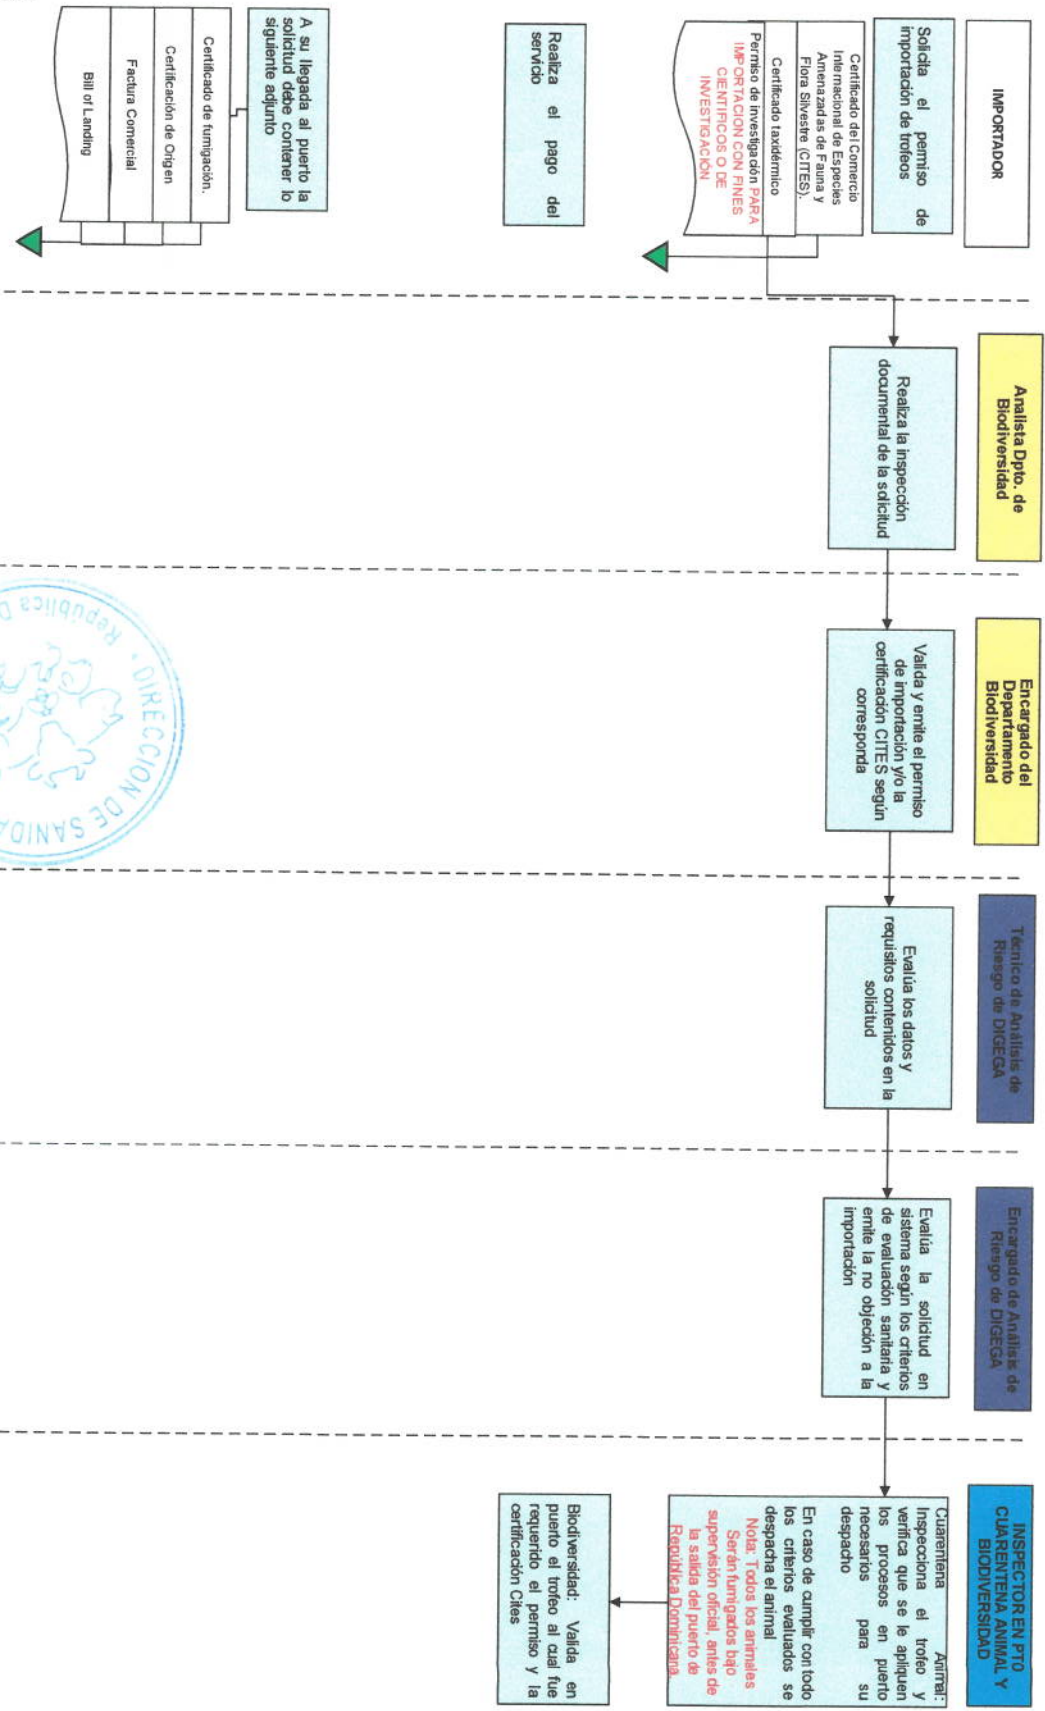 IMPORTADOR
Solicita el permiso de
importación de trofeos
Certificado del Comercio
Internacional de Especies
Amenazadas de Fauna y
Flora Silvestre (CITES).
Certificado taxidérmico
Permiso de investigación PARA
IMPORTACION CON FINES
CIENTIFICOS O DE
INVESTIGACIÓN
Realiza el pago del
servicio
A su llegada al puerto la
solicitud debe contener lo
siguiente adjunto
Certificado de fumigación.
Certificación de Origen
Factura Comercial
Bill of Landing
Analista Dpto. de
Biodiversidad
Realiza la inspección
documental de la solicitud
Encargado del
Departamento
Biodiversidad
Valida y emite el permiso
de importación y/o la
certificación CITES según
corresponda
DIRECCION DE
República
Técnico de Análisis de
Riesgo de DIGEGA
Evalúa los datos y
requisitos contenidos en la
solicitud
Encargado de Análisis de
Riesgo de DIGEGA
Evalúa la solicitud en
sistema según los criterios
de evaluación sanitaria y
emite la no objeción a la
importación
INSPECTOR EN PTO
CUARENTENA ANIMAL Y
BIODIVERSIDAD
Cuarentena Animal:
Inspecciona el trofeo y
verifica que se le apliquen
los procesos en puerto
necesarios para su
despacho
En caso de cumplir con todo
los criterios evaluados se
despacha el animal
Nota: Todos los animales
Serán fumigados bajo
supervisión oficial, antes de
la salida del puerto de
República Dominicana
Biodiversidad: Valida en
puerto el trofeo al cual fue
requerido el permiso y la
certificación Cites